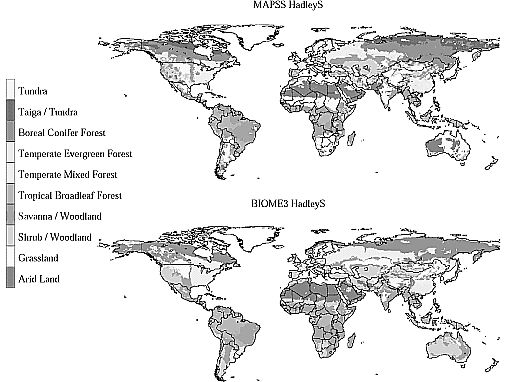 MAPSS HadleyS
Tundra
Taiga / Tundra
Boreal Conifer Forest
Temperate Evergreen Forest
Temperate Mixed Forest
Tropical Broadleaf Forest
Savanna / Woodland
Shrub / Woodland
Grassland
Arid Land
BIOME3 HadleyS